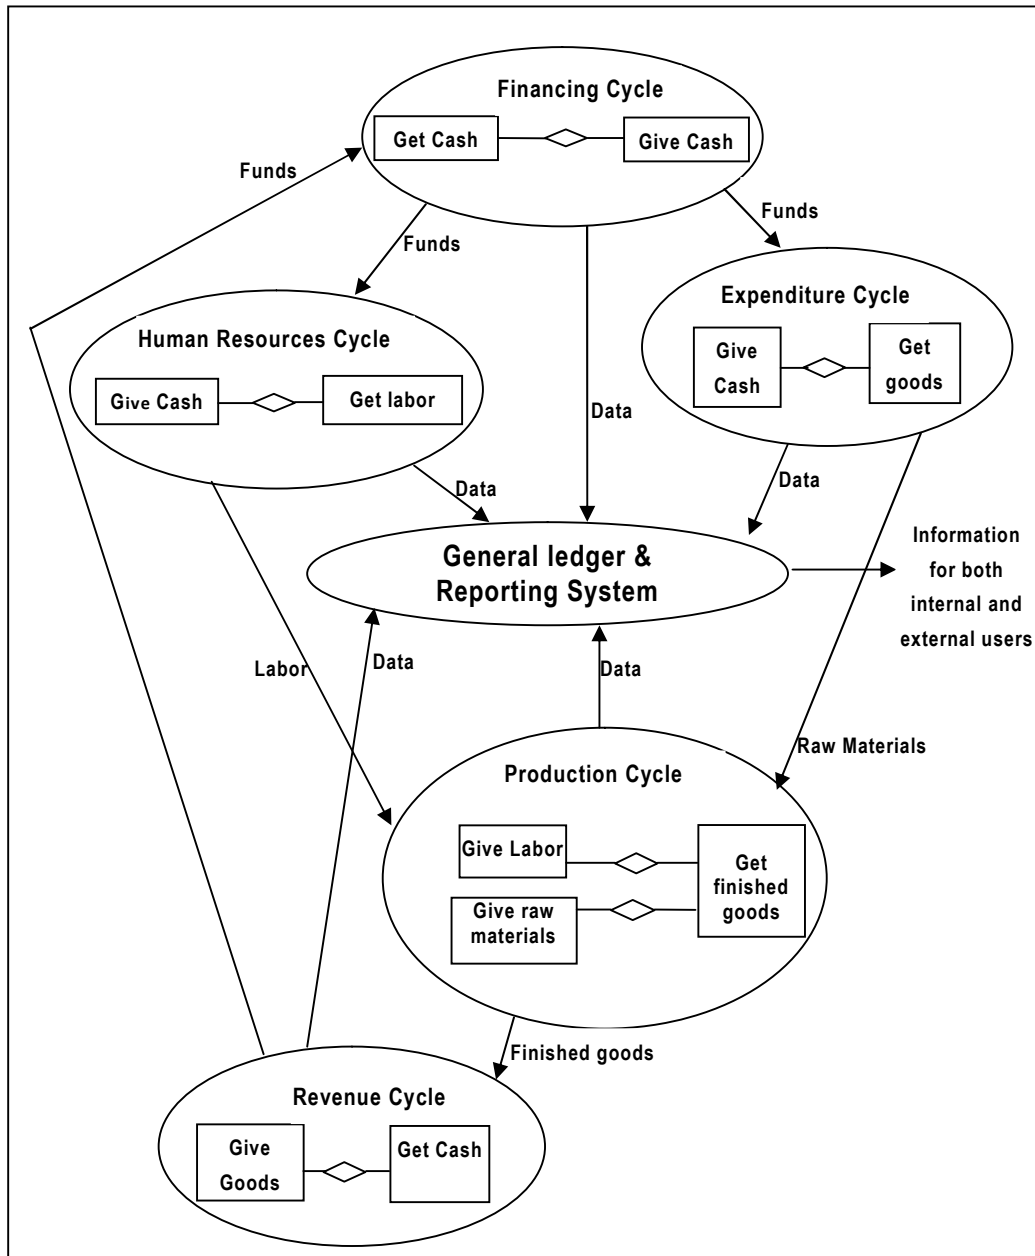 Financing Cycle
Get Cash
Give Cash
Funds
Funds
Funds
Expenditure Cycle
Give
Cash
Get
goods
Human Resources Cycle
Give Cash
Get labor
Data
Data
Data
General ledger &
Reporting System
Information
for both
internal and
external users
Labor
Data
Data
Raw Materials
Production Cycle
Give Labor
Get
finished
goods
Give raw
materials
Finished goods
Revenue Cycle
Give
Goods
Get Cash